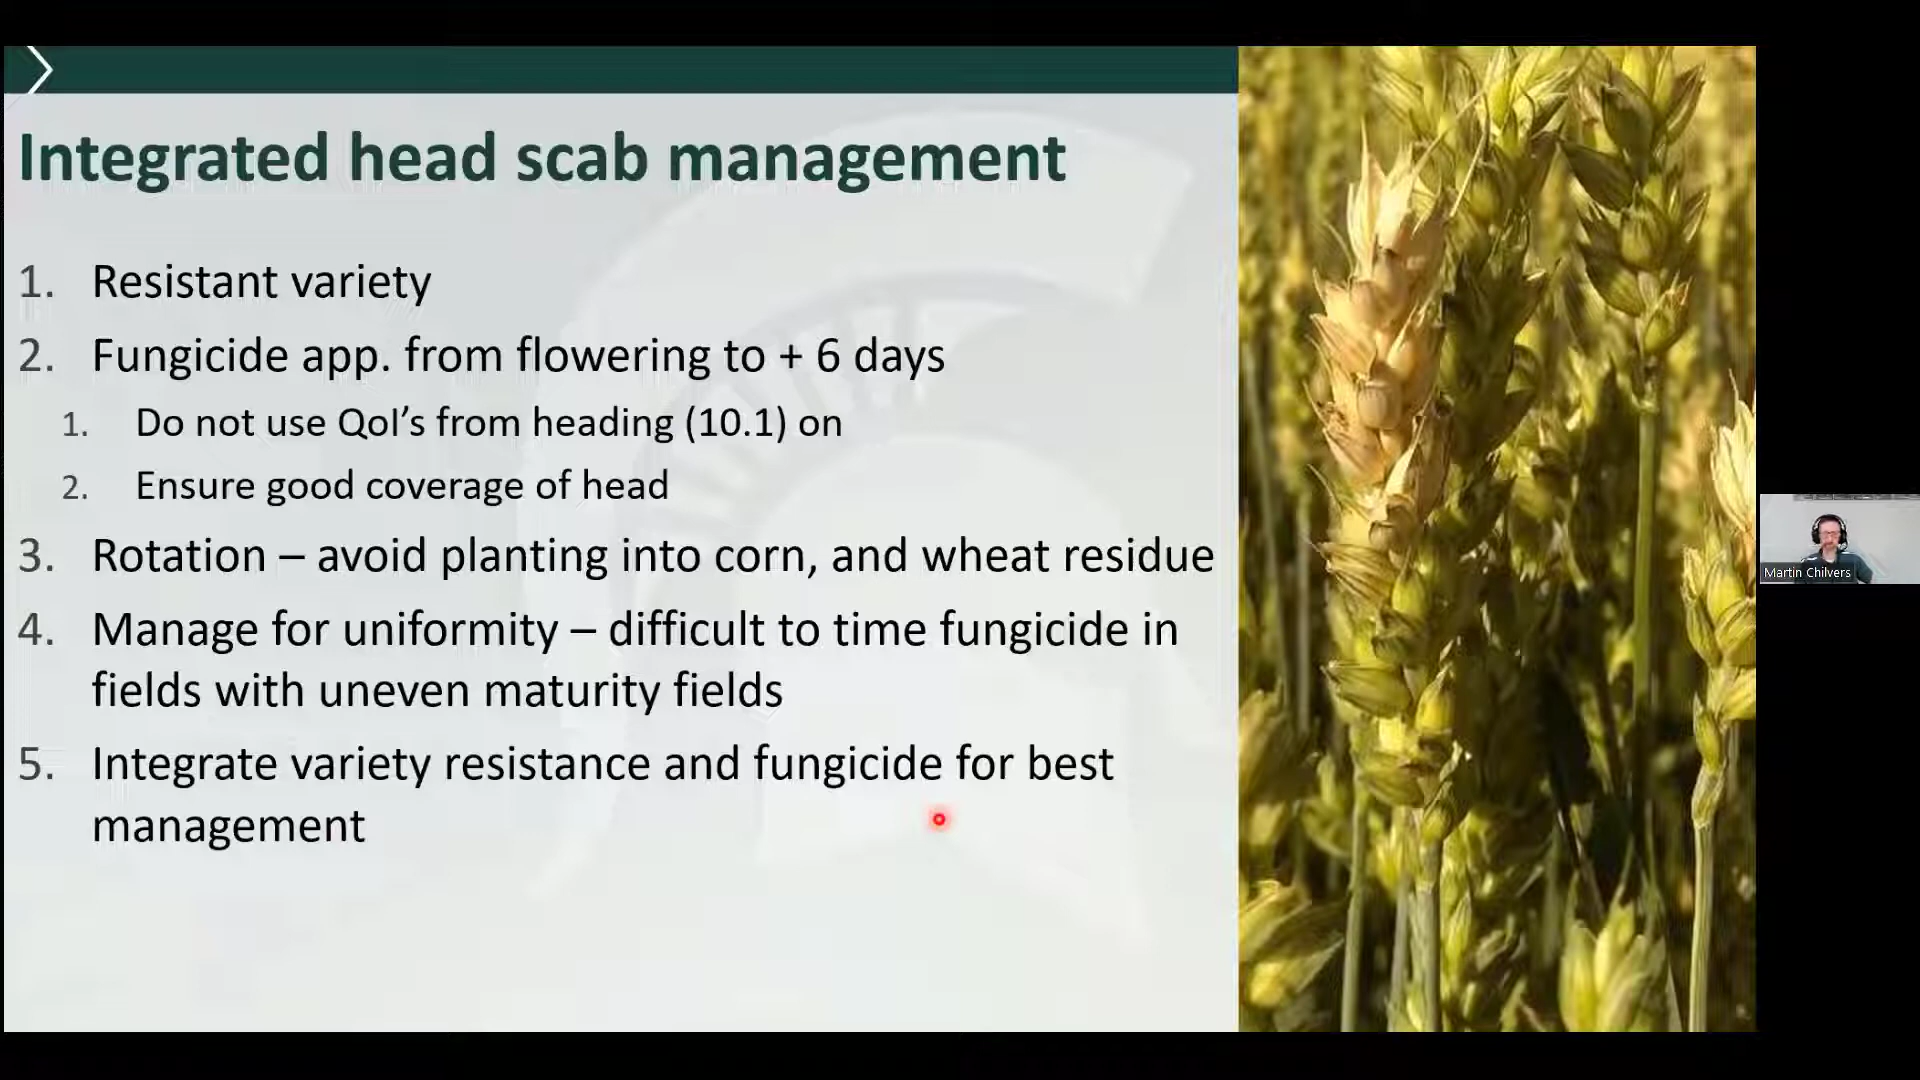 Integrated head scab management
1. Resistant variety
2. Fungicide app. from flowering to + 6 days
1. Do not use QoI’s from heading (10.1) on
2. Ensure good coverage of head
3. Rotation – avoid planting into corn, and wheat residue
4. Manage for uniformity – difficult to time fungicide in
fields with uneven maturity fields
5. Integrate variety resistance and fungicide for best
management
Martin Chilvers